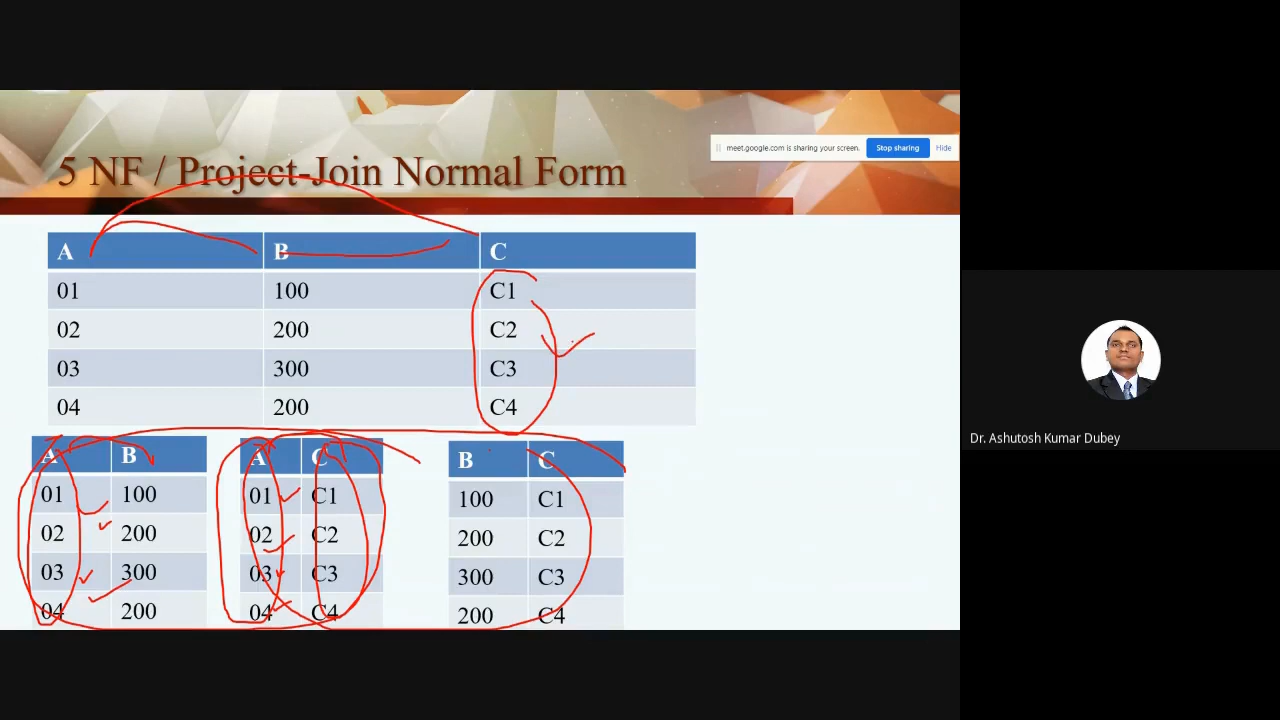 meet.google.com is sharing your screen. Stop sharing Hide
5 NF / Project-Join Normal Form
A B C
01 100 C1
02 200 C2
03 300 C3
04 200 C4
A B
01 100
02 200
03 300
04 200
A C
01 C1
02 C2
03 C3
04 C4
B C
100 C1
200 C2
300 C3
200 C4
Dr. Ashutosh Kumar Dubey